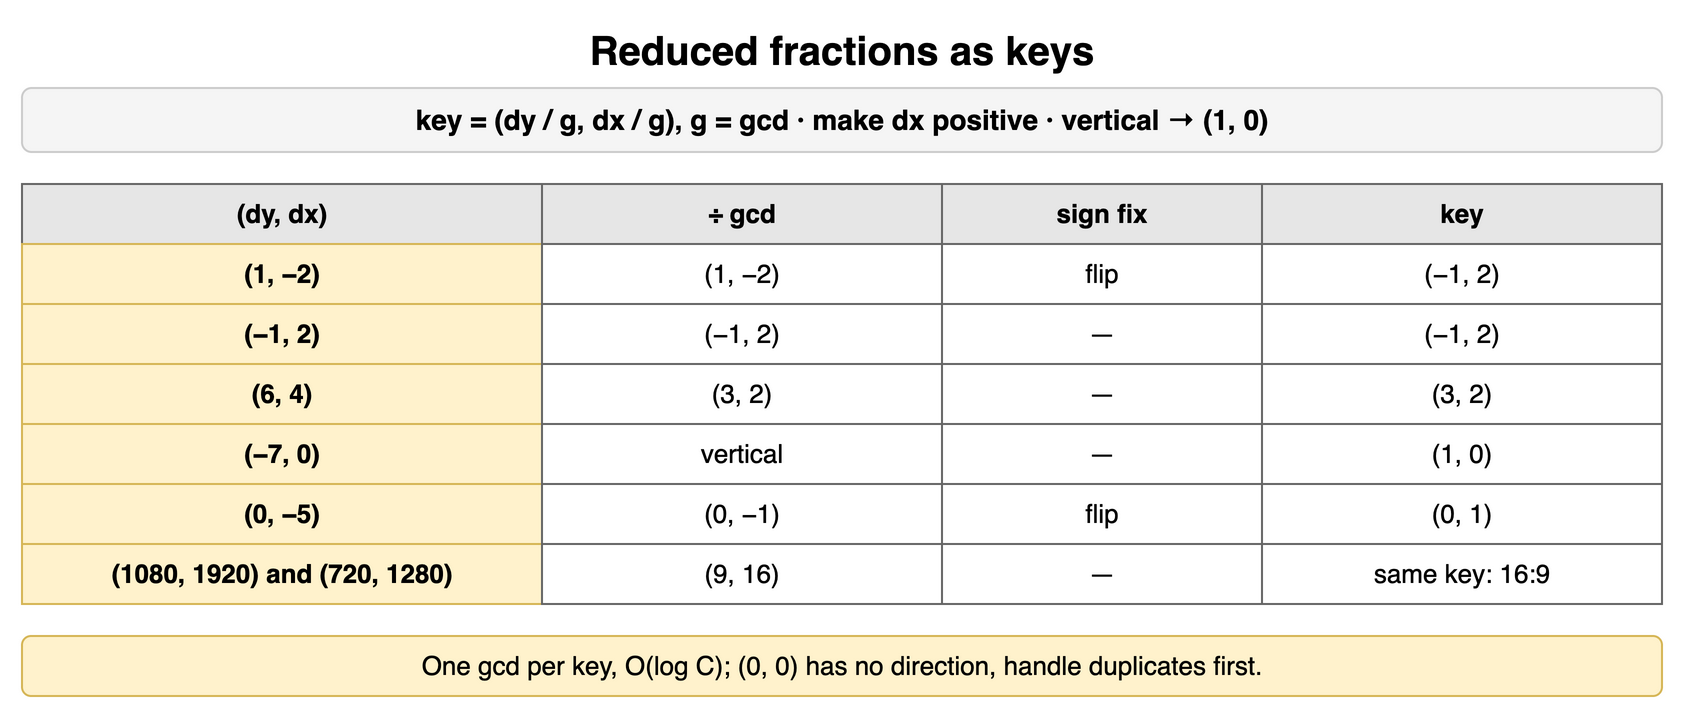 Reduced fractions as keys
key = (dy / g, dx / g), g = gcd · make dx positive · vertical → (1, 0)
(dy, dx) ÷ gcd sign fix key
(1, −2) (1, −2) flip (−1, 2)
(−1, 2) (−1, 2) — (−1, 2)
(6, 4) (3, 2) — (3, 2)
(−7, 0) vertical — (1, 0)
(0, −5) (0, −1) flip (0, 1)
(1080, 1920) and (720, 1280) (9, 16) — same key: 16:9
One gcd per key, O(log C); (0, 0) has no direction, handle duplicates first.